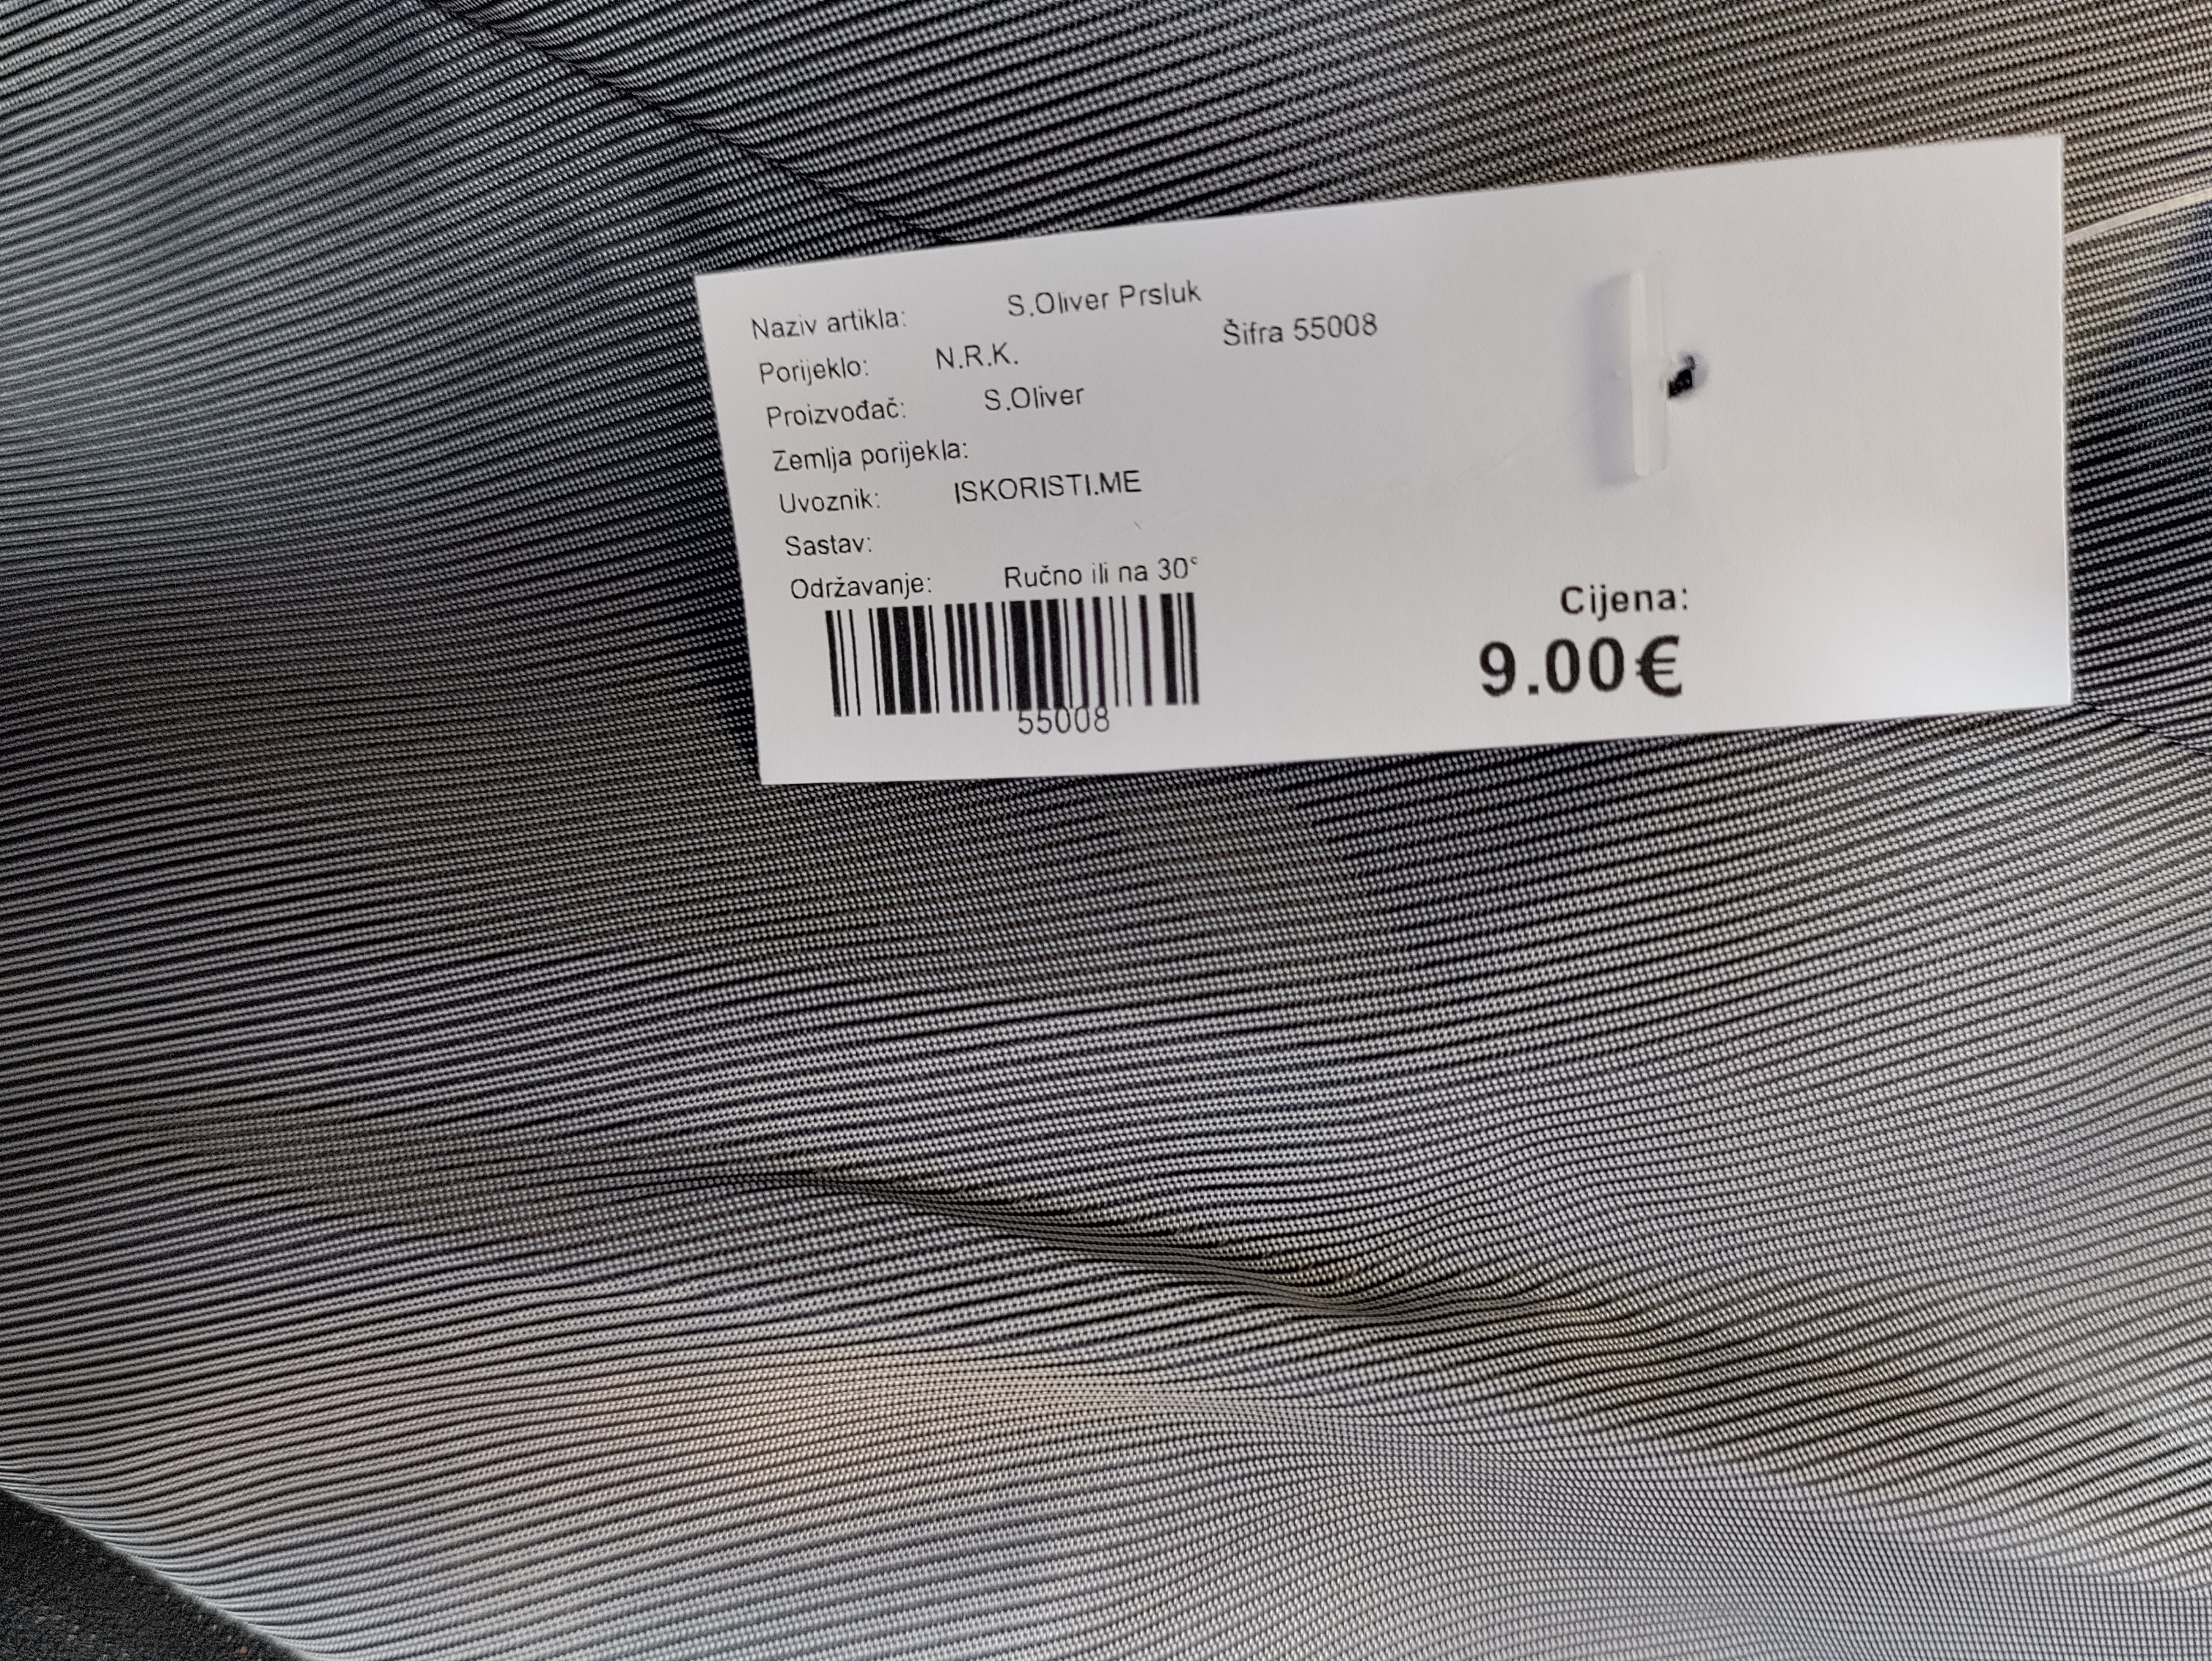 Naziv artikla: S.Oliver Prsluk
Porijeklo: N.R.K. Šifra 55008
Proizvođač: S.Oliver
Zemlja porijekla:
Uvoznik: ISKORISTI.ME
Sastav:
Održavanje: Ručno ili na 30°
55008
Cijena:
9.00€